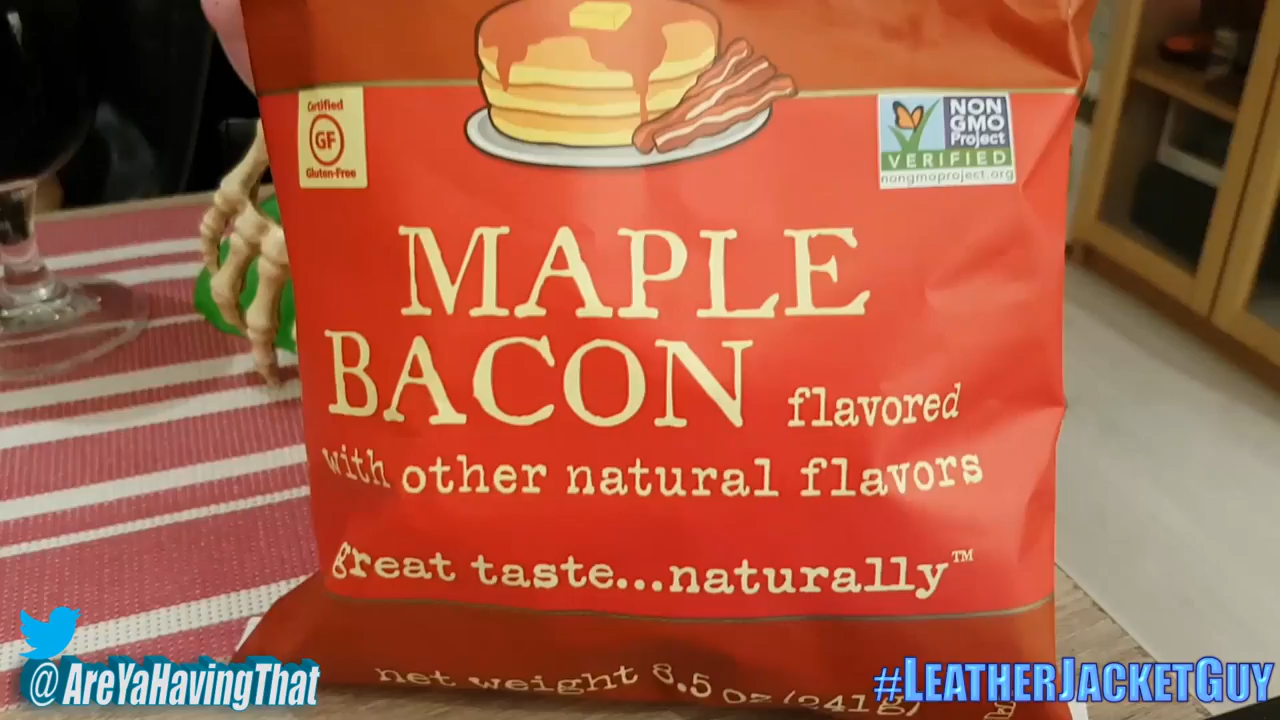 Certified
GF
Gluten-Free
NON
GMO
Project
VERIFIED
nongmoproject.org
MAPLE
BACON flavored
with other natural flavors
great taste...naturally™
net weight 8.5 oz (241g)
@AreYaHavingThat
#LEATHERJACKETGUY